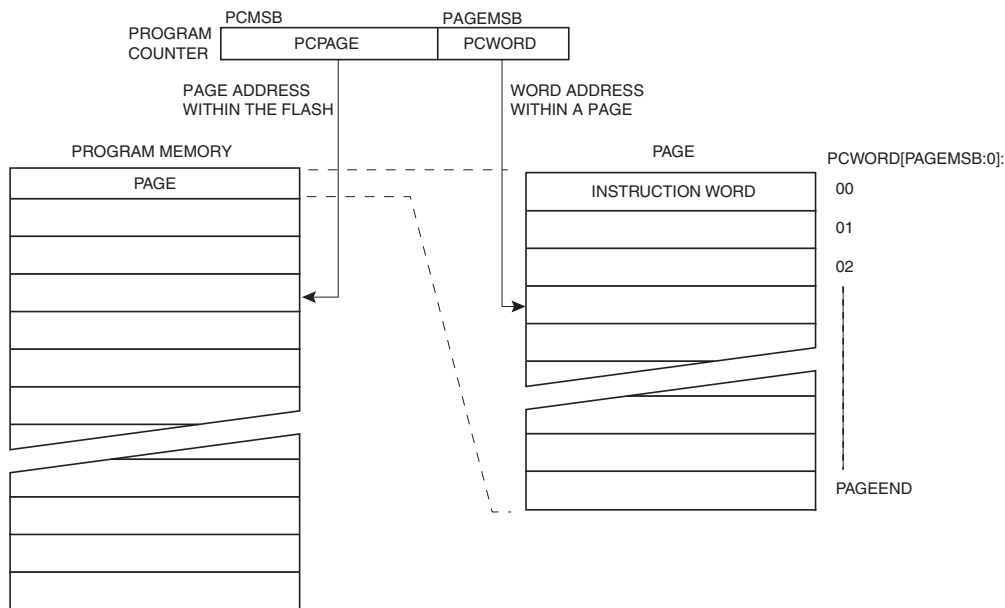 PCMSB
PAGEMSB
PROGRAM
COUNTER
PCPAGE
PCWORD
PAGE ADDRESS
WITHIN THE FLASH
WORD ADDRESS
WITHIN A PAGE
PROGRAM MEMORY
PAGE
PAGE
INSTRUCTION WORD
PCWORD[PAGEMSB:0]:
00
01
02
PAGEEND